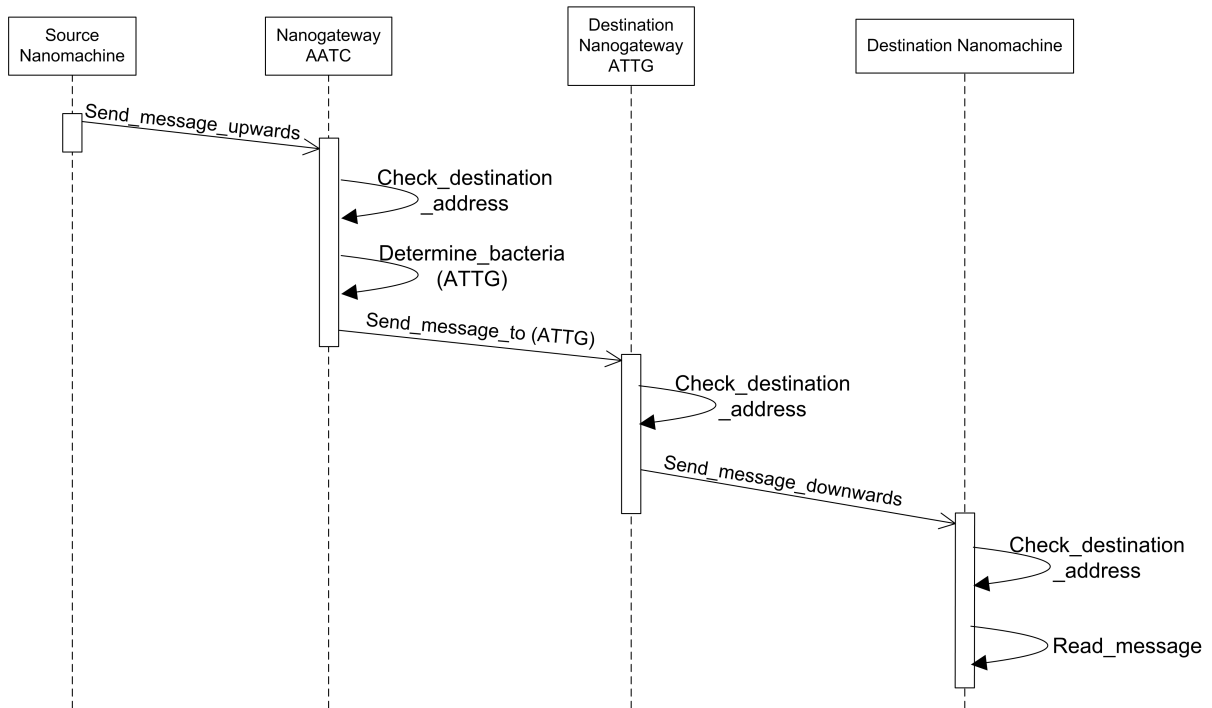 Source
Nanomachine
Nanogateway
AATC
Destination
Nanogateway
ATTG
Destination Nanomachine
Send_message_upwards
Check_destination
_address
Determine_bacteria
(ATTG)
Send_message_to (ATTG)
Check_destination
_address
Send_message_downwards
Check_destination
_address
Read_message